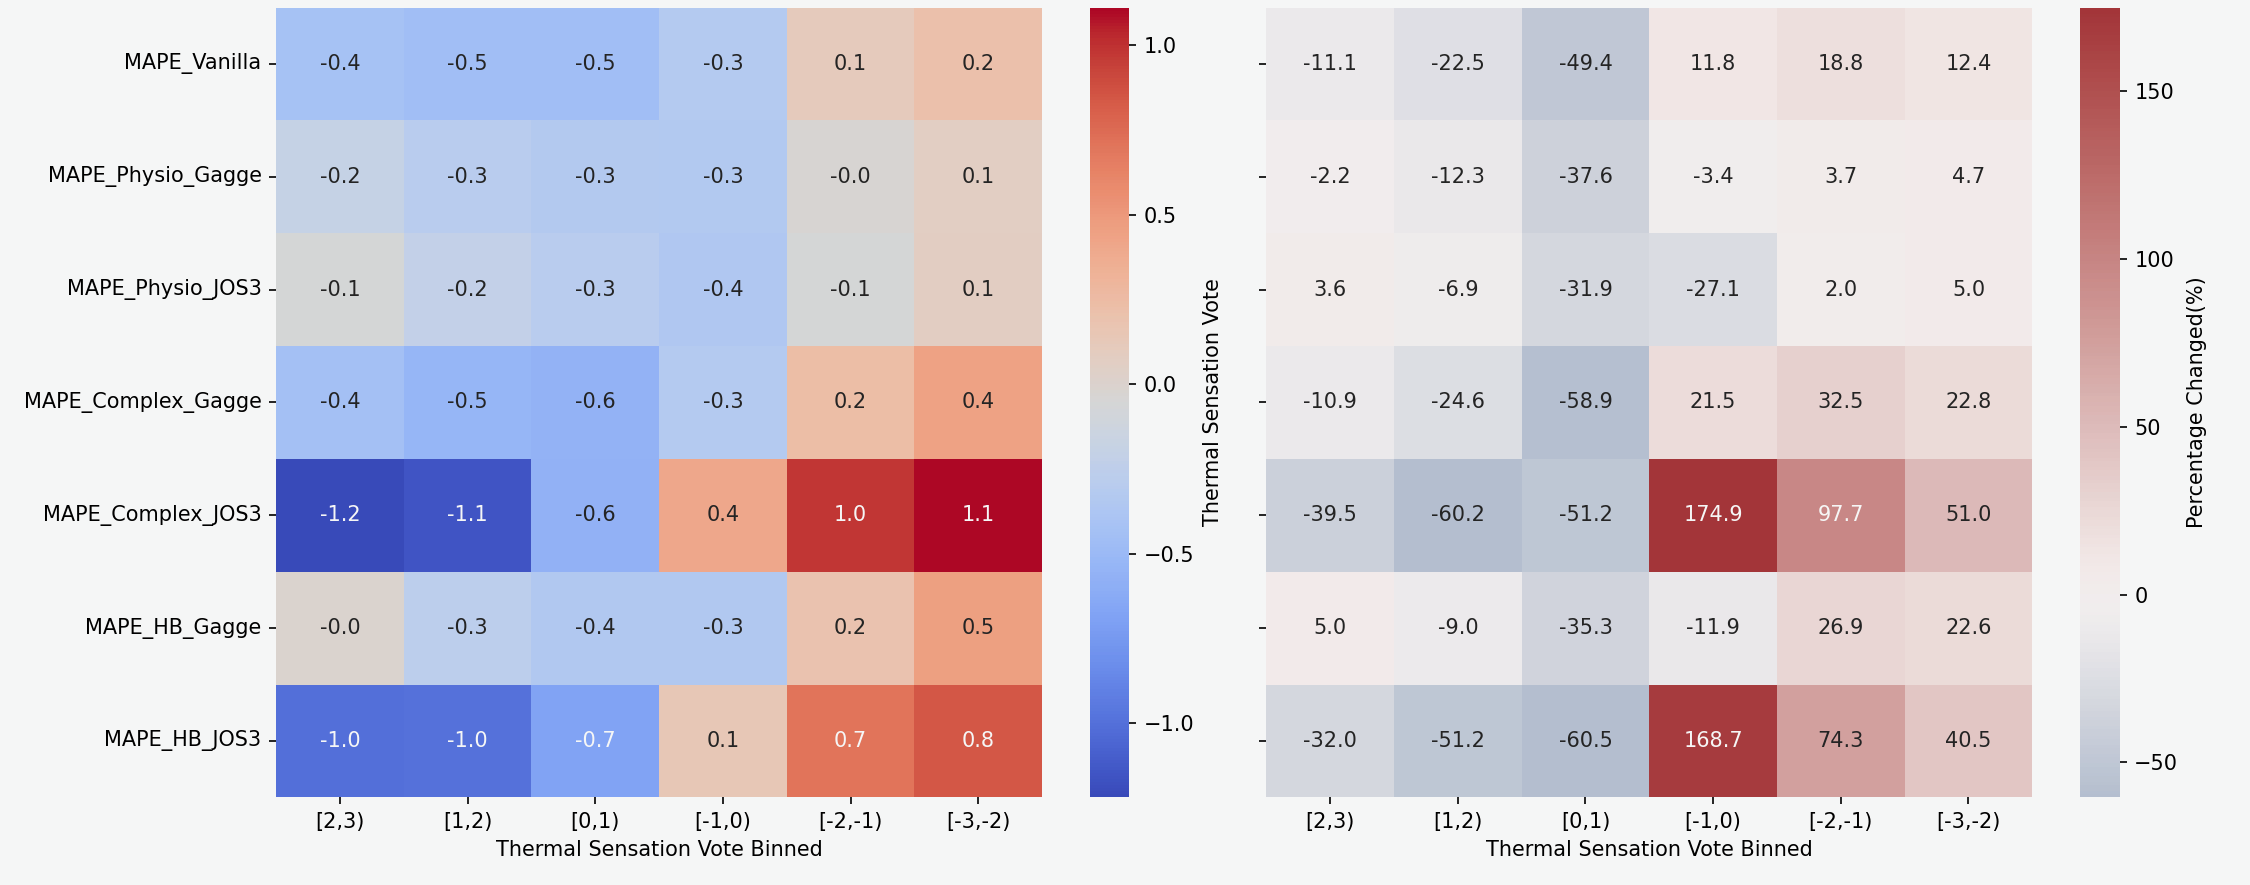 MAPE_Vanilla -0.4 -0.5 -0.5 -0.3 0.1 0.2
MAPE_Physio_Gagge -0.2 -0.3 -0.3 -0.3 -0.0 0.1
MAPE_Physio_JOS3 -0.1 -0.2 -0.3 -0.4 -0.1 0.1
MAPE_Complex_Gagge -0.4 -0.5 -0.6 -0.3 0.2 0.4
MAPE_Complex_JOS3 -1.2 -1.1 -0.6 0.4 1.0 1.1
MAPE_HB_Gagge -0.0 -0.3 -0.4 -0.3 0.2 0.5
MAPE_HB_JOS3 -1.0 -1.0 -0.7 0.1 0.7 0.8
[2,3) [1,2) [0,1) [-1,0) [-2,-1) [-3,-2)
Thermal Sensation Vote Binned
1.0
0.5
0.0
−0.5
−1.0
Thermal Sensation Vote
-11.1 -22.5 -49.4 11.8 18.8 12.4
-2.2 -12.3 -37.6 -3.4 3.7 4.7
3.6 -6.9 -31.9 -27.1 2.0 5.0
-10.9 -24.6 -58.9 21.5 32.5 22.8
-39.5 -60.2 -51.2 174.9 97.7 51.0
5.0 -9.0 -35.3 -11.9 26.9 22.6
-32.0 -51.2 -60.5 168.7 74.3 40.5
[2,3) [1,2) [0,1) [-1,0) [-2,-1) [-3,-2)
Thermal Sensation Vote Binned
150
100
50
0
−50
Percentage Changed(%)